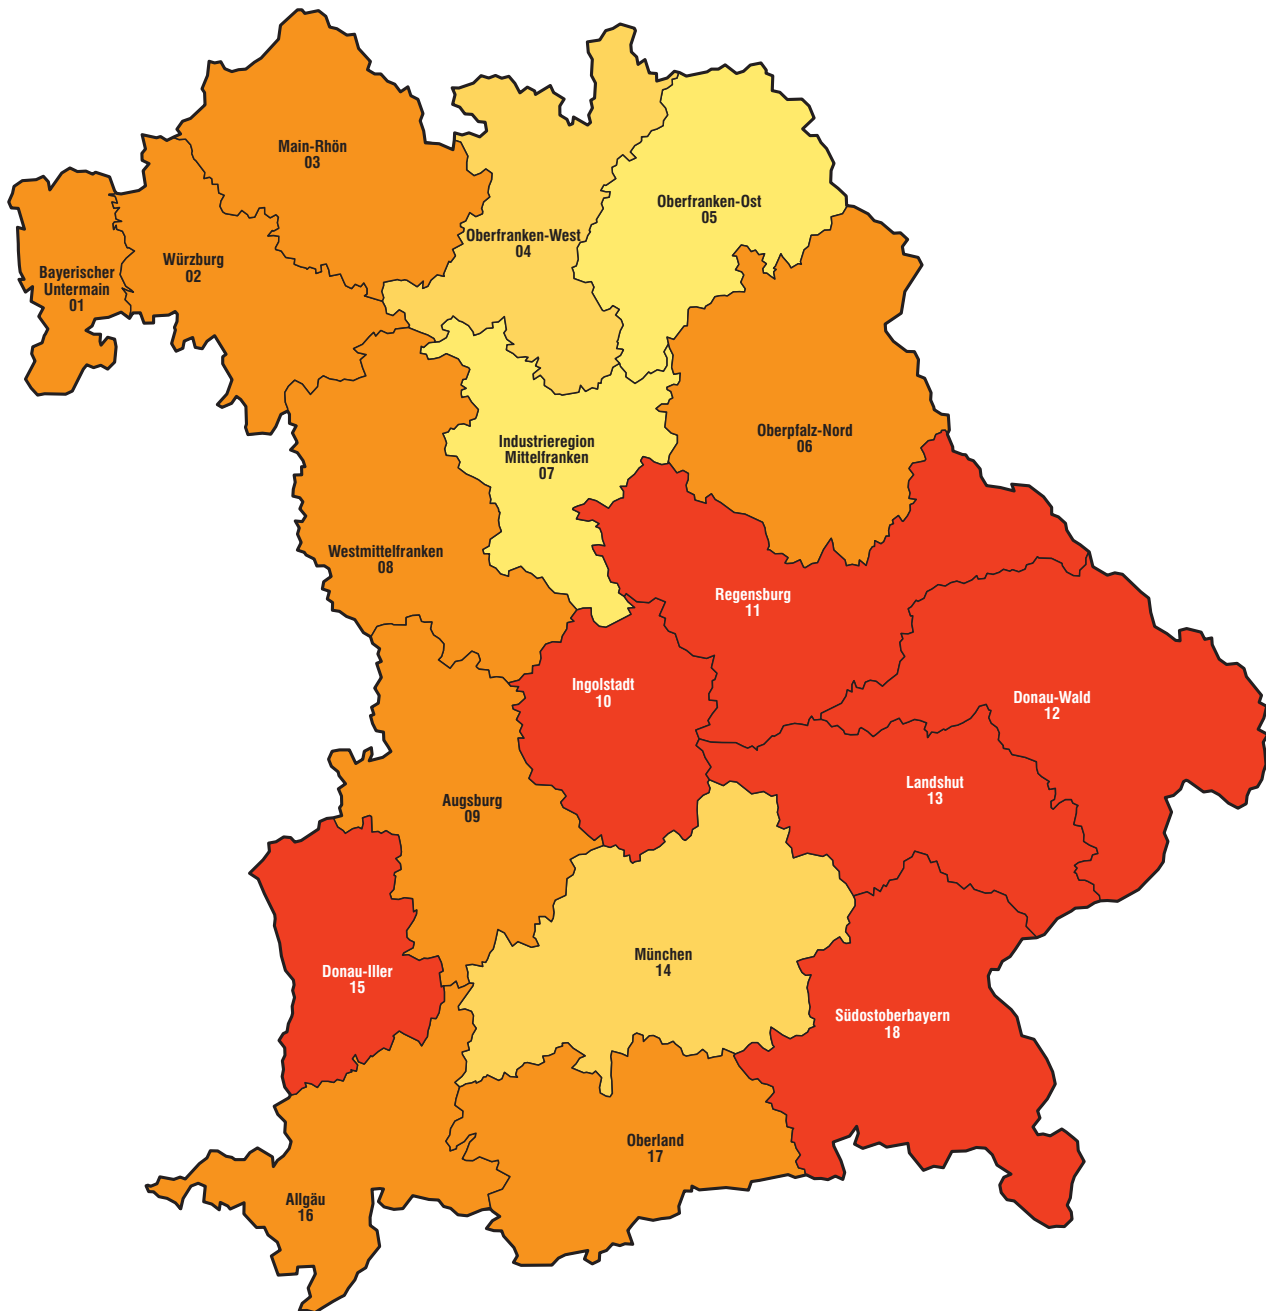 Main-Rhön
03
Oberfranken-Ost
05
Oberfranken-West
04
Würzburg
02
Bayerischer
Untermain
01
Oberpfalz-Nord
06
Industrieregion
Mittelfranken
07
Westmittelfranken
08
Regensburg
11
Ingolstadt
10
Donau-Wald
12
Landshut
13
Augsburg
09
München
14
Donau-Iller
15
Südostoberbayern
18
Oberland
17
Allgäu
16